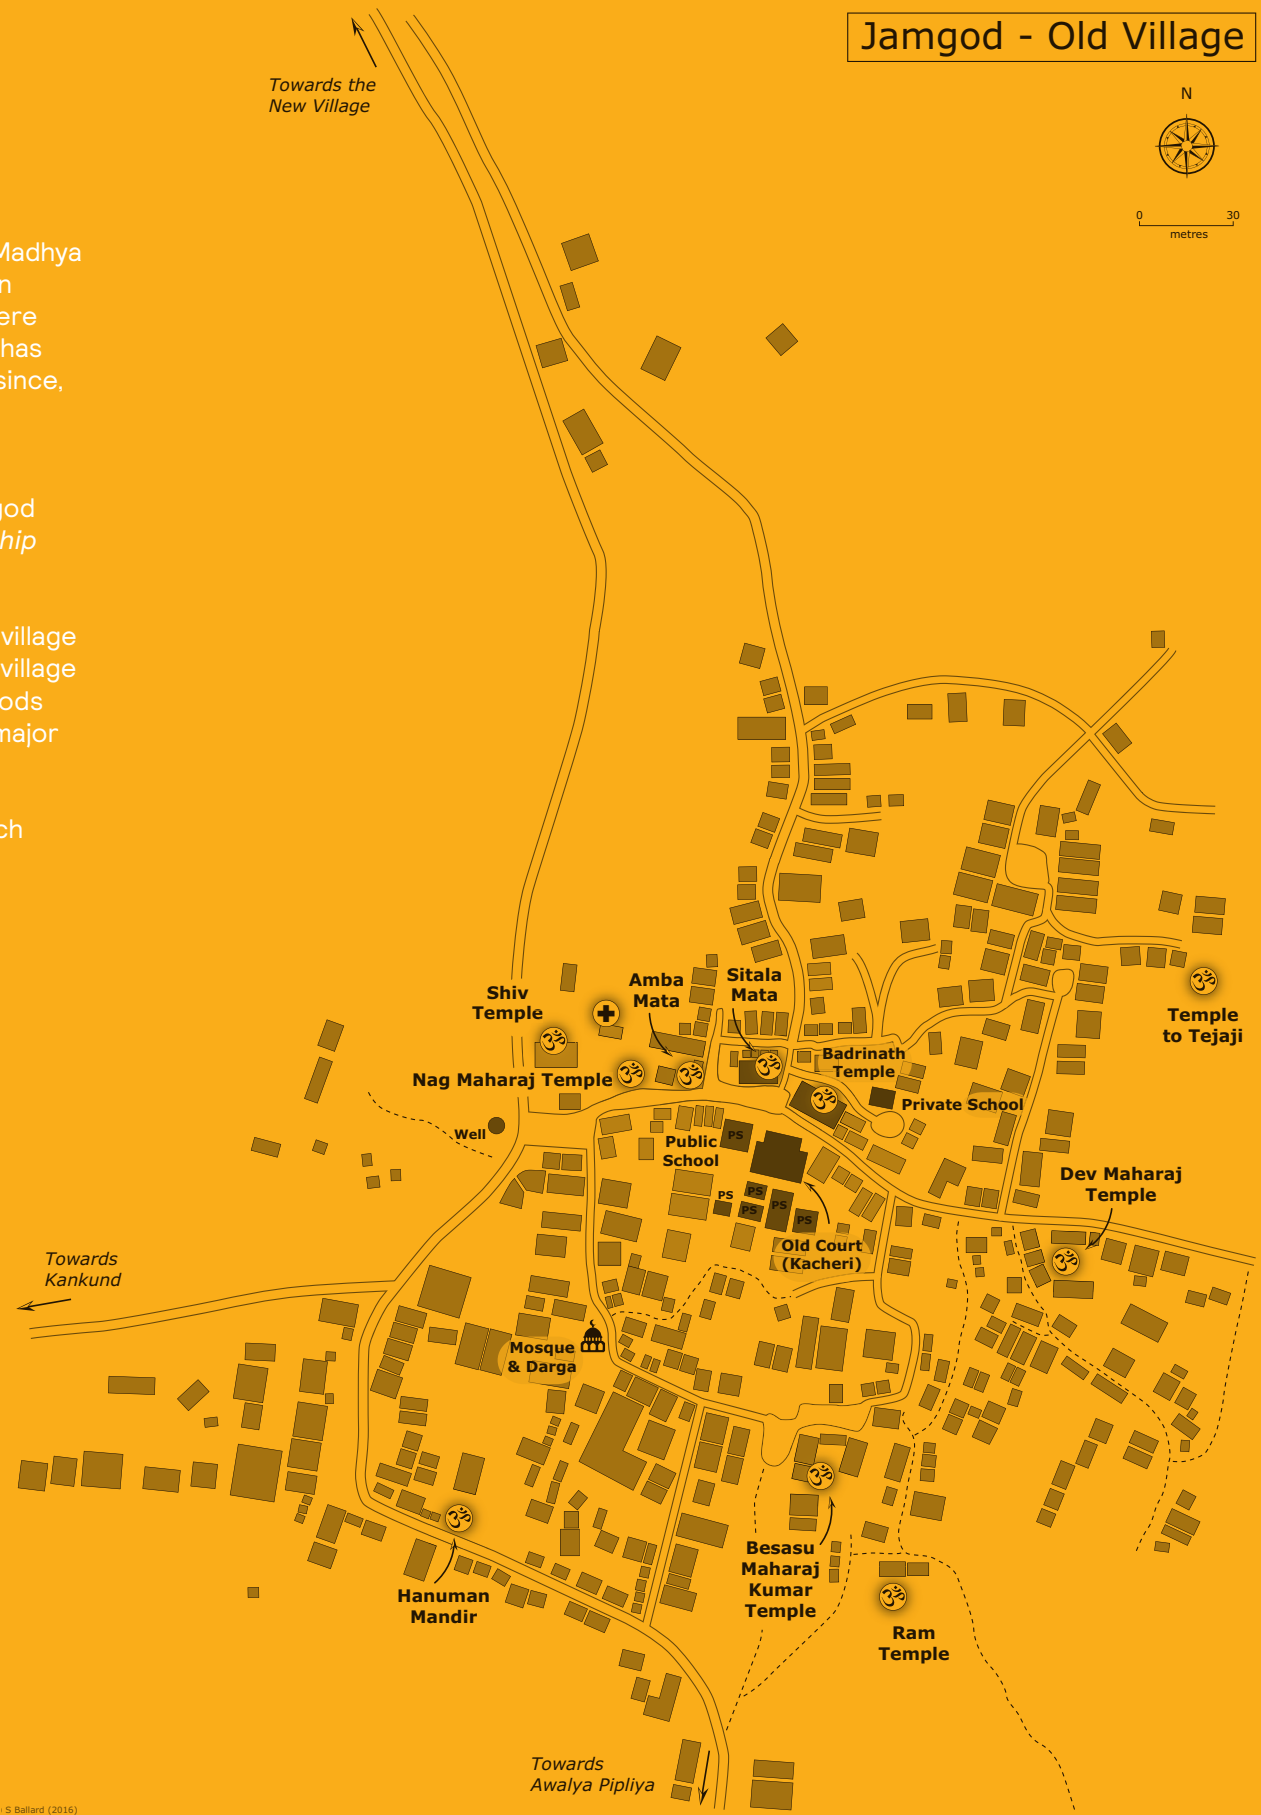 Jamgod - Old Village
Towards the
New Village
N
0 30
metres
Madhya
n
ere
has
since,
god
hip
village
village
ods
major
ch
Shiv
Temple
Amba
Mata
Sitala
Mata
Temple
to Tejaji
Badrinath
Temple
Nag Maharaj Temple
Private School
Well
Public
School
PS
PS
PS
PS
PS
PS
Dev Maharaj
Temple
Old Court
(Kacheri)
Towards
Kankund
Mosque
& Darga
Hanuman
Mandir
Besasu
Maharaj
Kumar
Temple
Ram
Temple
Towards
Awalya Pipliya
S Ballard (2016)
ॐ
ॐ
ॐ
ॐ
ॐ
ॐ
ॐ
ॐ
ॐ
ॐ